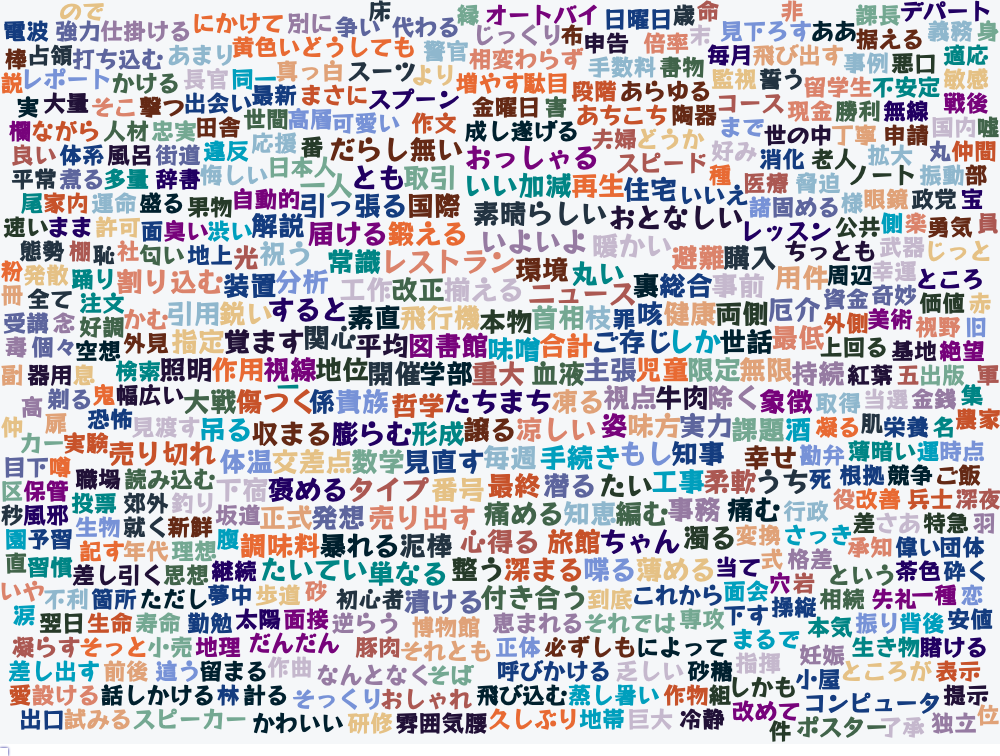 ので 床 縁 オートバイ 日曜日 歳 命 非 課長 デパート
電波 強力 仕掛ける にかけて 別に 争い 代わる じっくり 布 申告 倍率 末 見下ろす ああ 据える 義務 身
棒 占領 打ち込む あまり 黄色い どうしても 警官 相変わらず 手数料 書物 毎月 飛び出す 事例 悪口 適応
説 レポート かける 長官 同一 真っ白 スーツ より 増やす 駄目 段階 あらゆる 監視 誓う 留学生 不安定 敏感
実 大量 そこ 撃つ 出会い 最新 まさに スプーン 金曜日 害 あちこち 陶器 コース 現金 勝利 無線 戦後
欄 ながら 人材 忠実 田舎 世間 高層 可愛い 作文 成し遂げる 夫婦 どうか まで 世の中 丁寧 申請 国内 嘘
良い 体系 風呂 街道 違反 応援 番 だらし無い おっしゃる スピード 好み 消化 老人 拡大 丸 仲間
平常 煮る 多量 辞書 悔しい 日本人 一人 とも 取引 いい加減 再生 住宅 いいえ 種 医療 脅迫 ノート 振動 部
尾 家内 運命 盛る 果物 自動的 引っ張る 国際 素晴らしい おとなしい 諸 固める 様 眼鏡 政党 宝
速い まま 許可 面 臭い 渋い 解説 届ける 鍛える いよいよ 暖かい レッスン 公共 側 楽 勇気 員
態勢 棚 恥 社 匂い 地上 光 祝う 常識 レストラン 環境 丸い 避難 購入 ちっとも 武器 じっと
粉 発散 踊り 割り込む 装置 分析 工作 改正 揃える ニュース 裏 総合 事前 用件 周辺 幸運 ところ
冊 全て 注文 かむ 引用 鋭い すると 素直 飛行機 本物 首相 枝 罪 咳 健康 両側 厄介 資金 奇妙 価値 赤
受講 念 好調 外見 指定 覚ます 関心 平均 図書館 味噌 合計 ご存じ しか 世話 最低 外側 美術 視野 旧
毒 個々 空想 検索 照明 作用 視線 地位 開催 学部 重大 血液 主張 児童 限定 無限 持続 上回る 基地 絶望
副 器用 息 鬼 幅広い 大戦 傷つく 係 貴族 哲学 たちまち 凍る 視点 牛肉 除く 象徴 紅葉 五 出版 軍
高 剃る 恐怖 見渡す 吊る 収まる 膨らむ 形成 譲る 涼しい 姿 味方 実力 課題 酒 取得 当選 金銭 集
仲 扉 カー 実験 売り切れ 体温 交差点 数学 見直す 毎週 手続き もし 知事 幸せ 勘弁 凝る 肌 栄養 名 農家
目下 噂 職場 読み込む 下宿 褒める タイプ 番号 最終 潜る たい 工事 柔軟 うち 死 薄暗い 運 時点
区 保管 投票 郊外 釣り 坂道 正式 発想 売り出す 痛める 知恵 編む 事務 痛む 行政 根拠 競争 ご飯
秒 風邪 生物 就く 新鮮 腹 調味料 暴れる 泥棒 心得る 旅館 ちゃん 濁る 変換 さっき 役 改善 兵士 深夜
園 予習 記す 年代 理想 継続 たいてい 単なる 整う 深まる 喋る 薄める 当て 式 格差 承知 差 さあ 特急 羽
直 習慣 差し引く 思想 夢中 歩道 砂 初心者 漬ける 付き合う 到底 これから 面会 穴 岩 という 偉い 団体
いや 不利 箇所 ただし 勤勉 太陽 面接 逆らう 博物館 恵まれる それでは 専攻 下す 操縦 相続 茶色 砕く
涙 翌日 生命 寿命 地理 だんだん 豚肉 それとも 正体 必ずしも によって まるで 本気 失礼 一種 恋
凝らす そっと 小売 留まる 作曲 なんとなく そば 呼びかける 乏しい 砂糖 指揮 妊娠 振り 背後 安値
差し出す 前後 違う 計る そっくり おしゃれ 飛び込む 蒸し暑い 作物 組 しかも 小屋 生き物 賭ける
愛 設ける 話しかける 林 かわいい 研修 雰囲気 腰 久しぶり 地帯 巨大 冷静 改めて コンピュータ ところが 表示
出口 試みる スピーカー 件 ポスター 了承 独立 提示 位